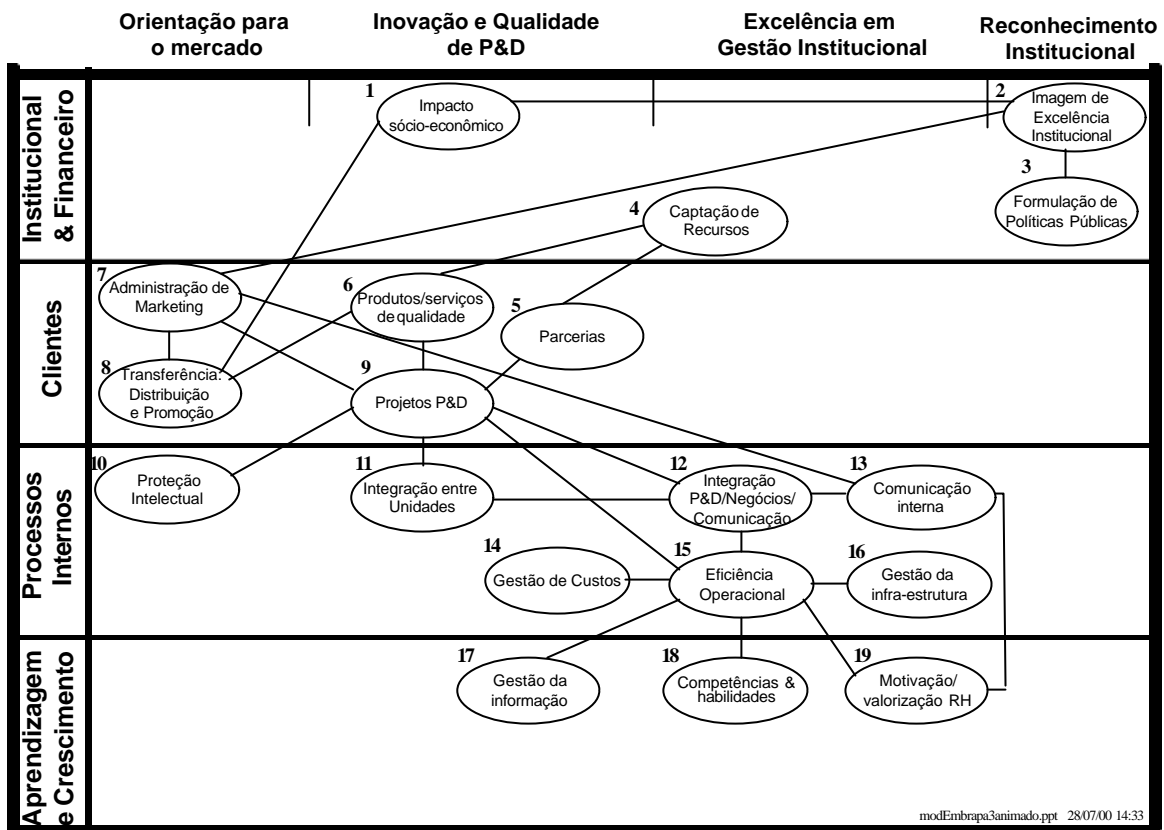 Orientação para
o mercado
Inovação e Qualidade
de P&D
Excelência em
Gestão Institucional
Reconhecimento
Institucional
Institucional
& Financeiro
1
Impacto
sócio-econômico
2
Imagem de
Excelência
Institucional
3
Formulação de
Políticas Públicas
4
Captação de
Recursos
Clientes
7
Administração de
Marketing
6
Produtos/serviços
de qualidade
5
Parcerias
8
Transferência:
Distribuição
e Promoção
9
Projetos P&D
Processos
Internos
10
Proteção
Intelectual
11
Integração entre
Unidades
12
Integração
P&D/Negócios/
Comunicação
13
Comunicação
interna
14
Gestão de Custos
15
Eficiência
Operacional
16
Gestão da
infra-estrutura
Aprendizagem
e Crescimento
17
Gestão da
informação
18
Competências &
habilidades
19
Motivação/
valorização RH
modEmbrapa3animado.ppt 28/07/00 14:33